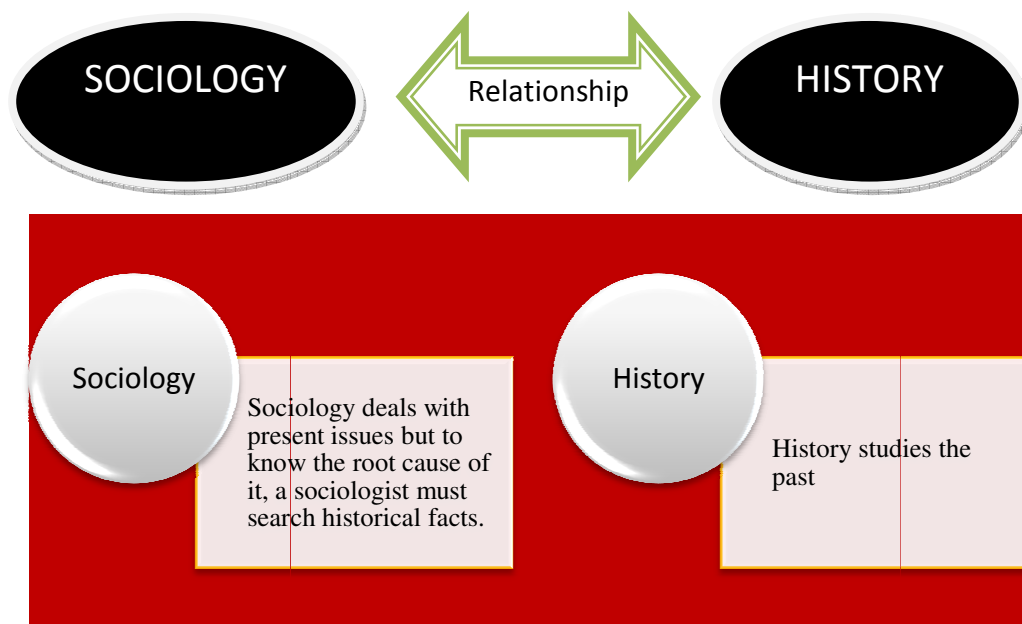 SOCIOLOGY
Relationship
HISTORY
Sociology
Sociology deals with
present issues but to
know the root cause of
it, a sociologist must
search historical facts.
History
History studies the
past